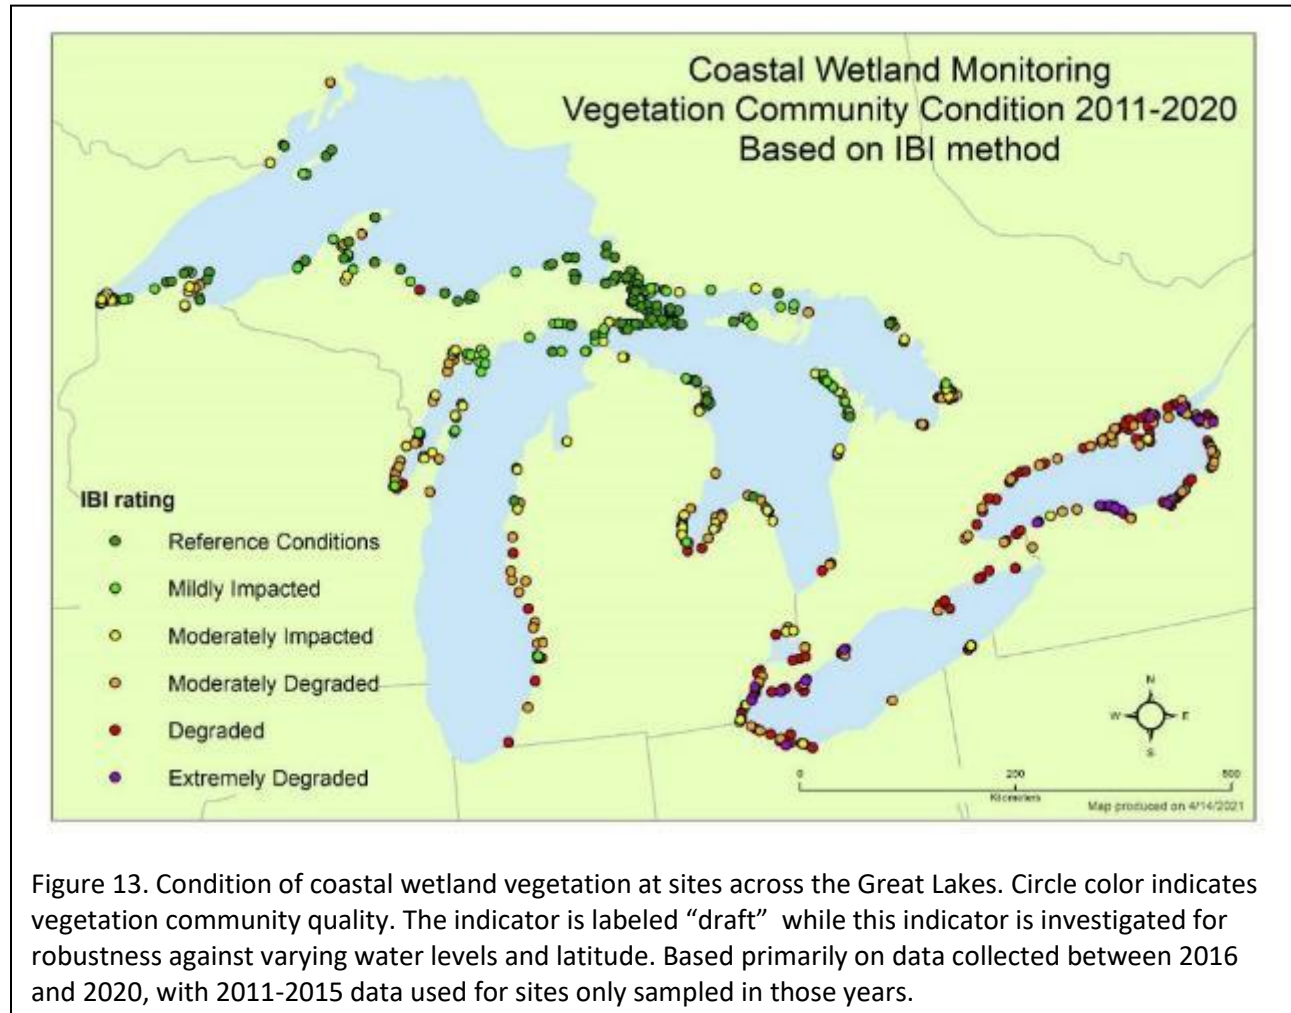 Coastal Wetland Monitoring
Vegetation Community Condition 2011-2020
Based on IBI method
IBI rating
Reference Conditions
Mildly Impacted
Moderately Impacted
Moderately Degraded
Degraded
Extremely Degraded
N
W E
S
0 250 500
Kilometers
Map produced on 4/14/2021
Figure 13. Condition of coastal wetland vegetation at sites across the Great Lakes. Circle color indicates
vegetation community quality. The indicator is labeled “draft” while this indicator is investigated for
robustness against varying water levels and latitude. Based primarily on data collected between 2016
and 2020, with 2011-2015 data used for sites only sampled in those years.